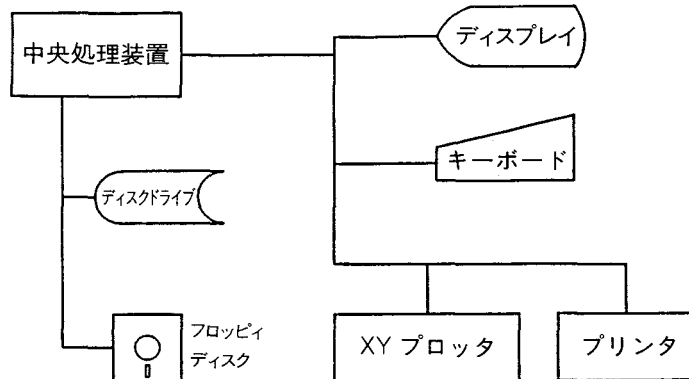 中央処理装置
ディスプレイ
キーボード
ディスクドライブ
フロッピィ
ディスク
XY プロッタ
プリンタ